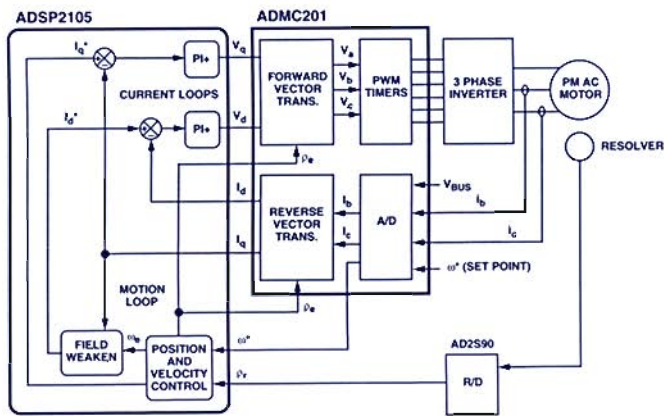 ADSP2105
ADMC201
Iq*
PI+
Vq
CURRENT LOOPS
Id*
PI+
Vd
FORWARD
VECTOR
TRANS.
Va
Vb
Vc
PWM
TIMERS
3 PHASE
INVERTER
PM AC
MOTOR
RESOLVER
ρe
VBUS
Id
Iq
REVERSE
VECTOR
TRANS.
Ib
Ic
A/D
ib
ic
ω* (SET POINT)
MOTION
LOOP
ρe
AD2S90
FIELD
WEAKEN
ωe
POSITION
AND
VELOCITY
CONTROL
ω*
ρr
R/D